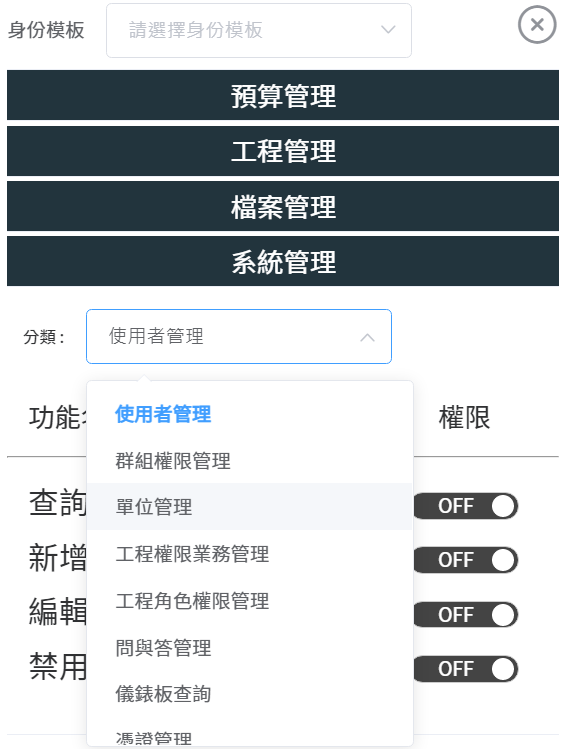 身份模板 請選擇身份模板
預算管理
工程管理
檔案管理
系統管理
分類: 使用者管理
功能 權限
使用者管理
群組權限管理
查詢 單位管理 OFF
新增 工程權限業務管理 OFF
編輯 工程角色權限管理 OFF
禁用 問與答管理 OFF
儀錶板查詢
憑證管理